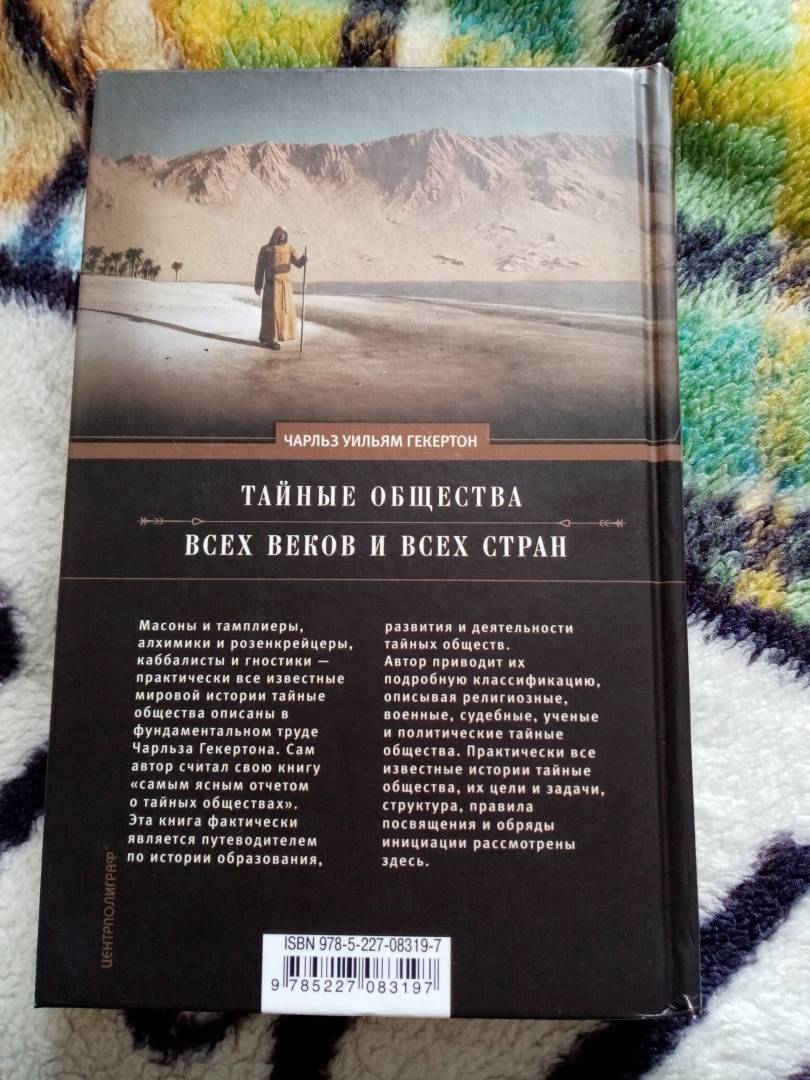 ЧАРЛЬЗ УИЛЬЯМ ГЕКЕРТОН
ТАЙНЫЕ ОБЩЕСТВА
ВСЕХ ВЕКОВ И ВСЕХ СТРАН
Масоны и тамплиеры,
алхимики и розенкрейцеры,
каббалисты и гностики —
практически все известные
мировой истории тайные
общества описаны в
фундаментальном труде
Чарльза Гекертона. Сам
автор считал свою книгу
«самым ясным отчетом
о тайных обществах».
Эта книга фактически
является путеводителем
по истории образования,
развития и деятельности
тайных обществ.
Автор приводит их
подробную классификацию,
описывая религиозные,
военные, судебные, ученые
и политические тайные
общества. Практически все
известные истории тайные
общества, их цели и задачи,
структура, правила
посвящения и обряды
инициации рассмотрены
здесь.
ЦЕНТРПОЛИГРАФ®
ISBN 978-5-227-08319-7
9 785227 083197